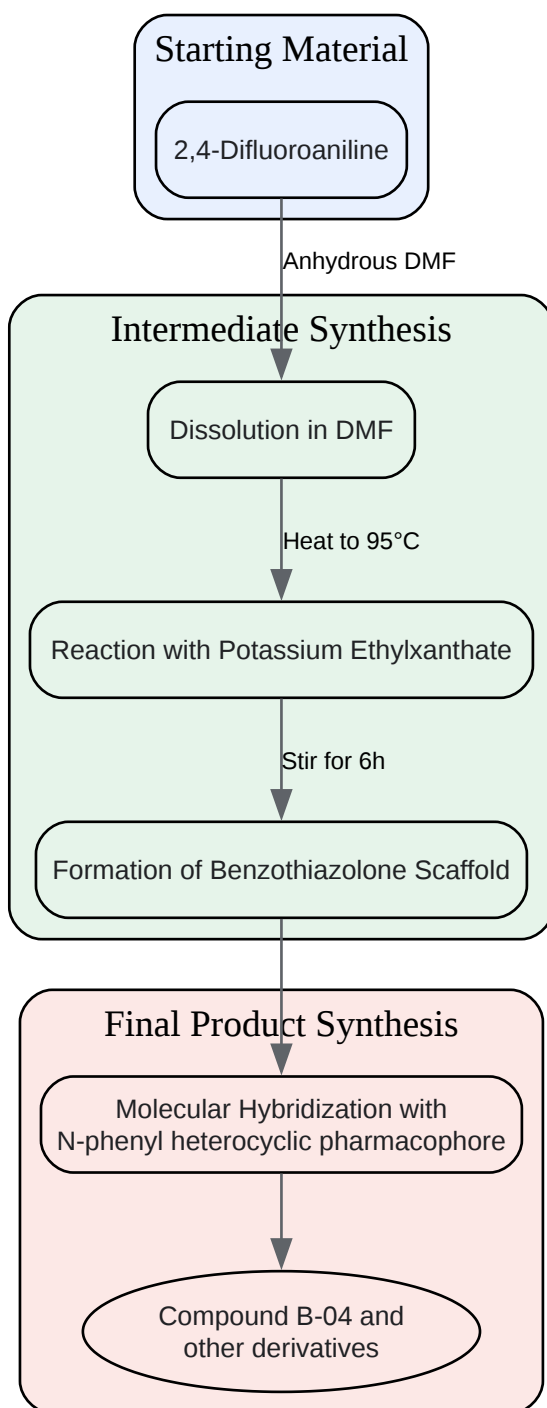 Starting Material
2,4-Difluoroaniline
Anhydrous DMF
Intermediate Synthesis
Dissolution in DMF
Heat to 95°C
Reaction with Potassium Ethylxanthate
Stir for 6h
Formation of Benzothiazolone Scaffold
Final Product Synthesis
Molecular Hybridization with
N-phenyl heterocyclic pharmacophore
Compound B-04 and
other derivatives